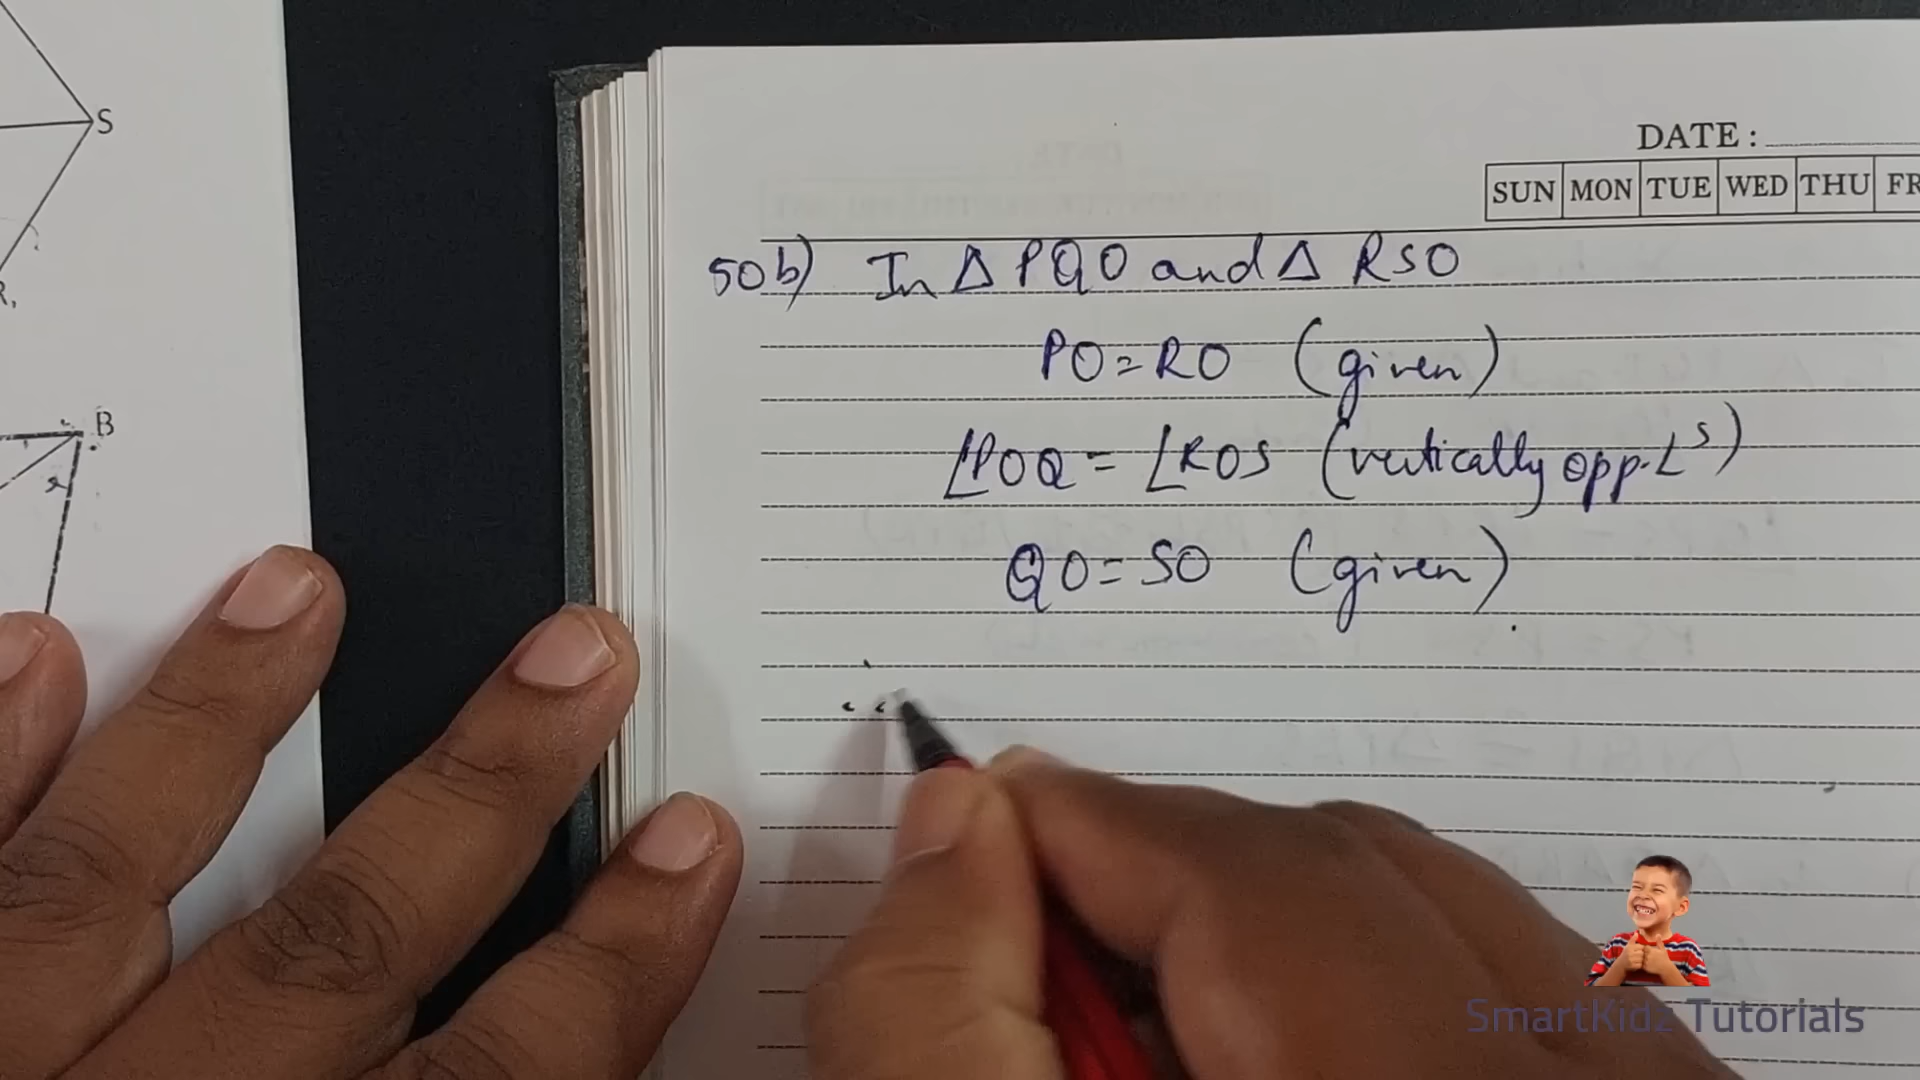 S
R,
B
DATE :
SUN MON TUE WED THU FR
50b) In Δ PQO and Δ RSO
PO = RO (given)
∠POQ = ∠ROS (vertically opp. ∠s)
QO = SO (given).
∴
SmartKidz Tutorials